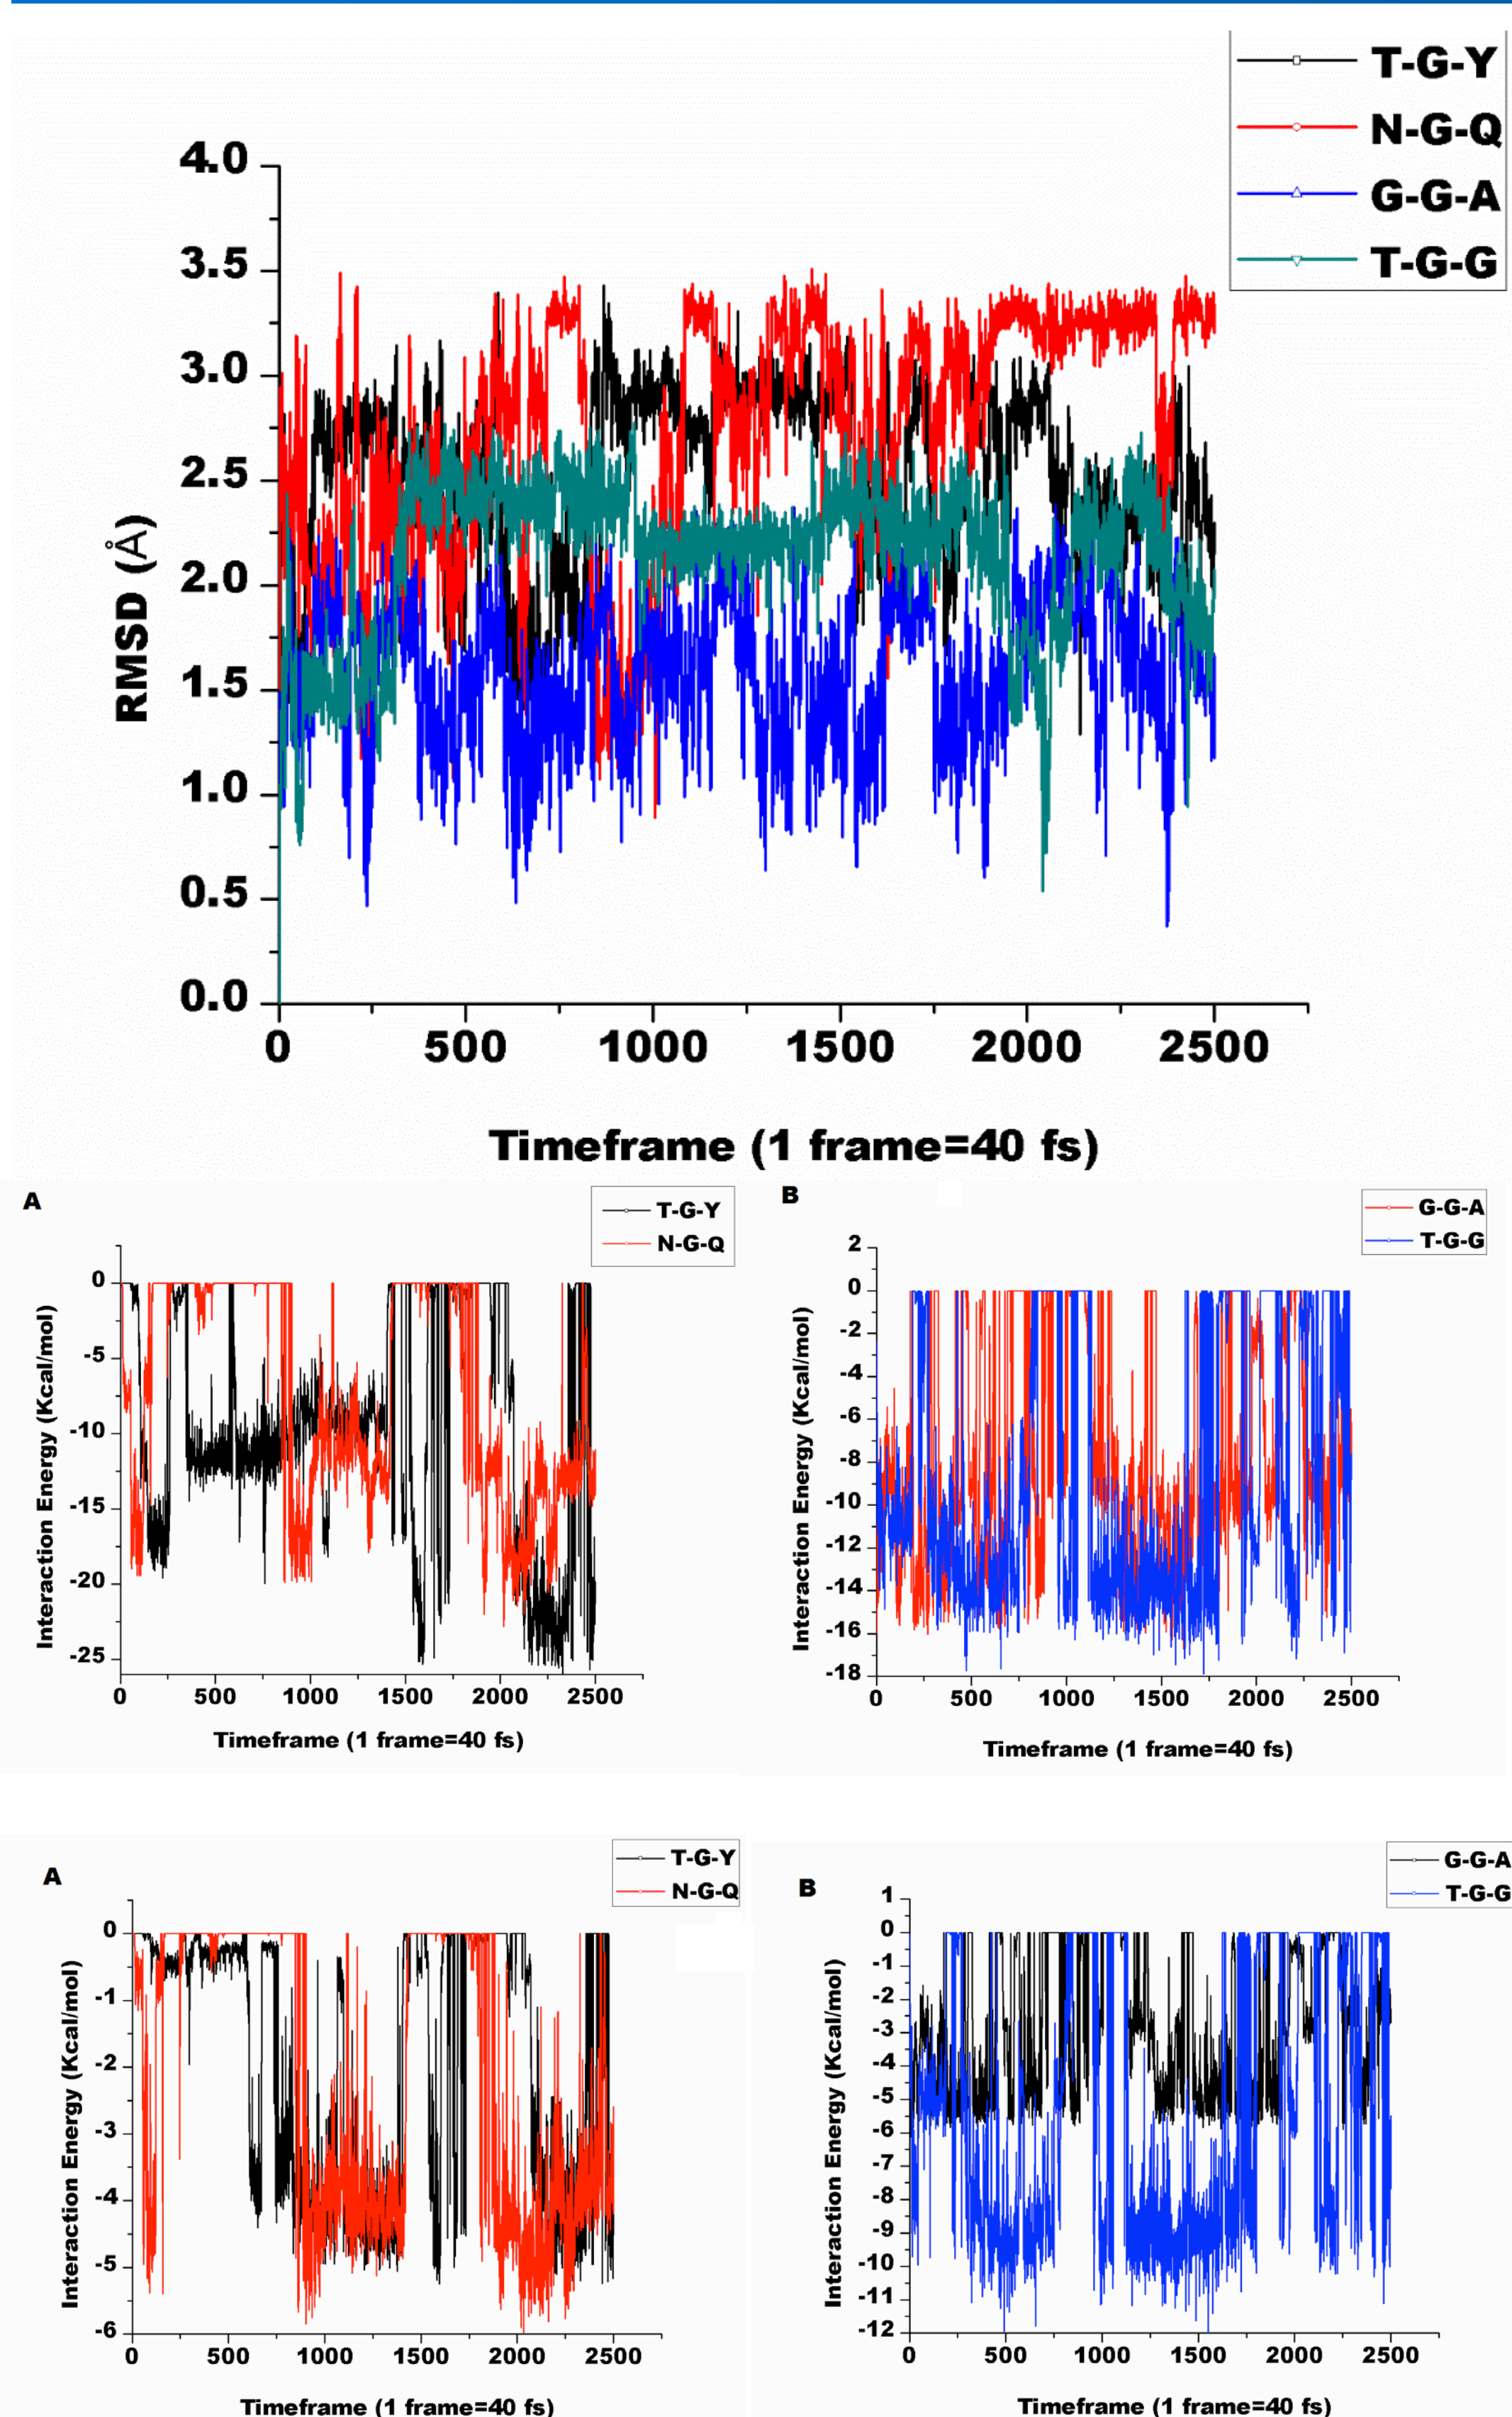 T-G-Y
N-G-Q
G-G-A
T-G-G
4.0
3.5
3.0
2.5
2.0
1.5
1.0
0.5
0.0
RMSD (Å)
0 500 1000 1500 2000 2500
Timeframe (1 frame=40 fs)
A
T-G-Y
N-G-Q
0
-5
-10
-15
-20
-25
Interaction Energy (Kcal/mol)
0 500 1000 1500 2000 2500
Timeframe (1 frame=40 fs)
B
G-G-A
T-G-G
2
0
-2
-4
-6
-8
-10
-12
-14
-16
-18
Interaction Energy (Kcal/mol)
0 500 1000 1500 2000 2500
Timeframe (1 frame=40 fs)
A
T-G-Y
N-G-Q
0
-1
-2
-3
-4
-5
-6
Interaction Energy (Kcal/mol)
0 500 1000 1500 2000 2500
Timeframe (1 frame=40 fs)
B
G-G-A
T-G-G
1
0
-1
-2
-3
-4
-5
-6
-7
-8
-9
-10
-11
-12
Interaction Energy (Kcal/mol)
0 500 1000 1500 2000 2500
Timeframe (1 frame=40 fs)